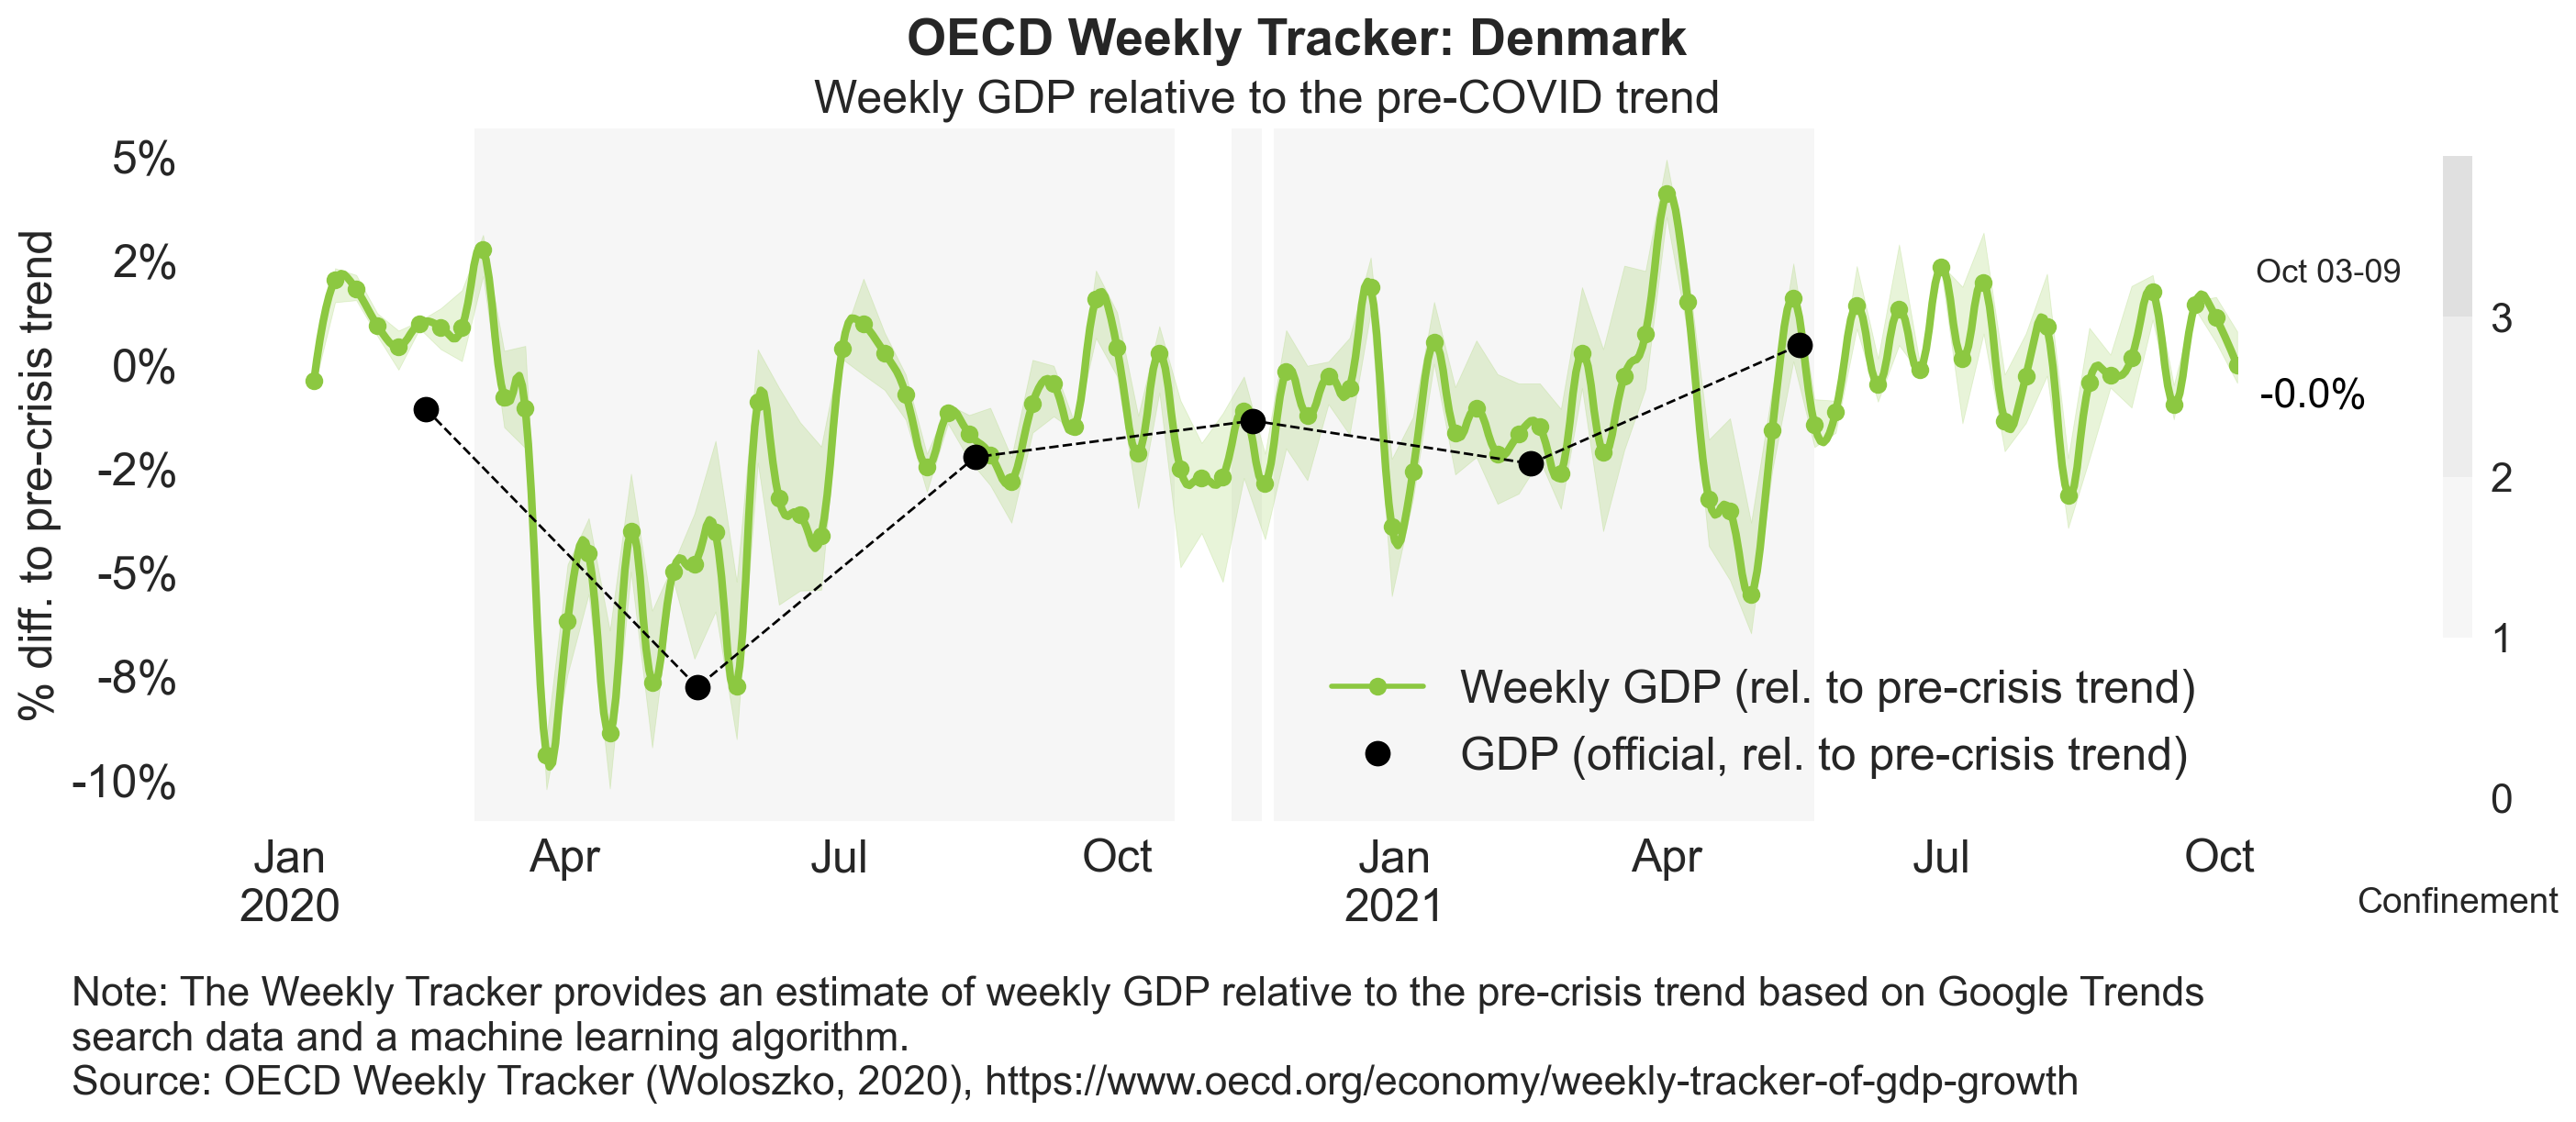 OECD Weekly Tracker: Denmark
Weekly GDP relative to the pre-COVID trend
% diff. to pre-crisis trend
5%
2%
0%
-2%
-5%
-8%
-10%
Oct 03-09
-0.0%
Weekly GDP (rel. to pre-crisis trend)
GDP (official, rel. to pre-crisis trend)
3
2
1
0
Confinement
Jan Apr Jul Oct Jan Apr Jul Oct
2020 2021
Note: The Weekly Tracker provides an estimate of weekly GDP relative to the pre-crisis trend based on Google Trends
search data and a machine learning algorithm.
Source: OECD Weekly Tracker (Woloszko, 2020), https://www.oecd.org/economy/weekly-tracker-of-gdp-growth